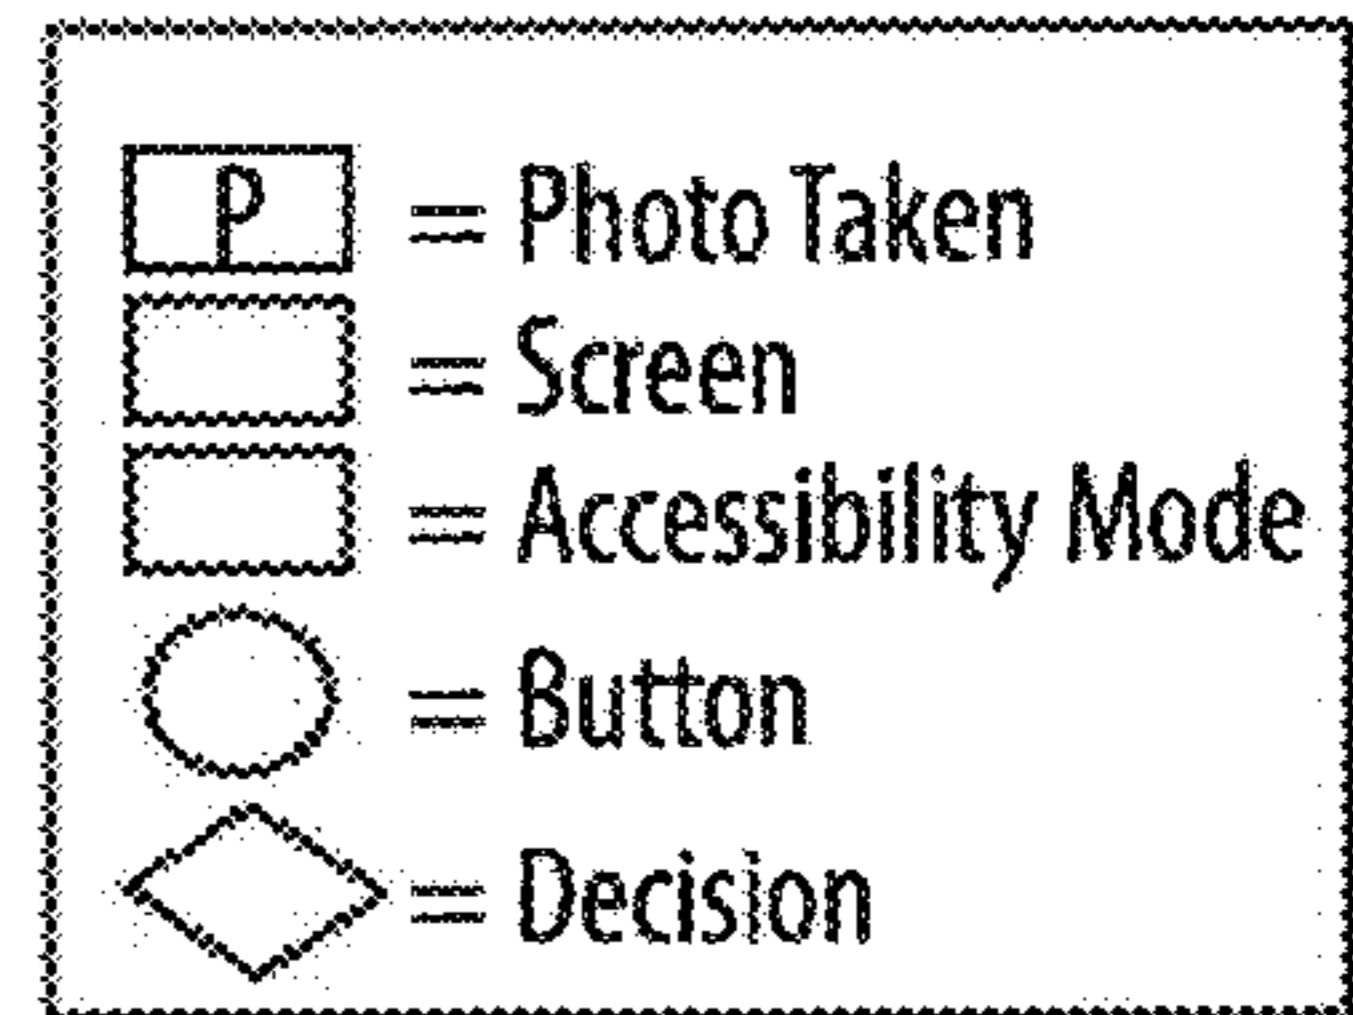 P = Photo Taken
= Screen
= Accessibility Mode
= Button
= Decision